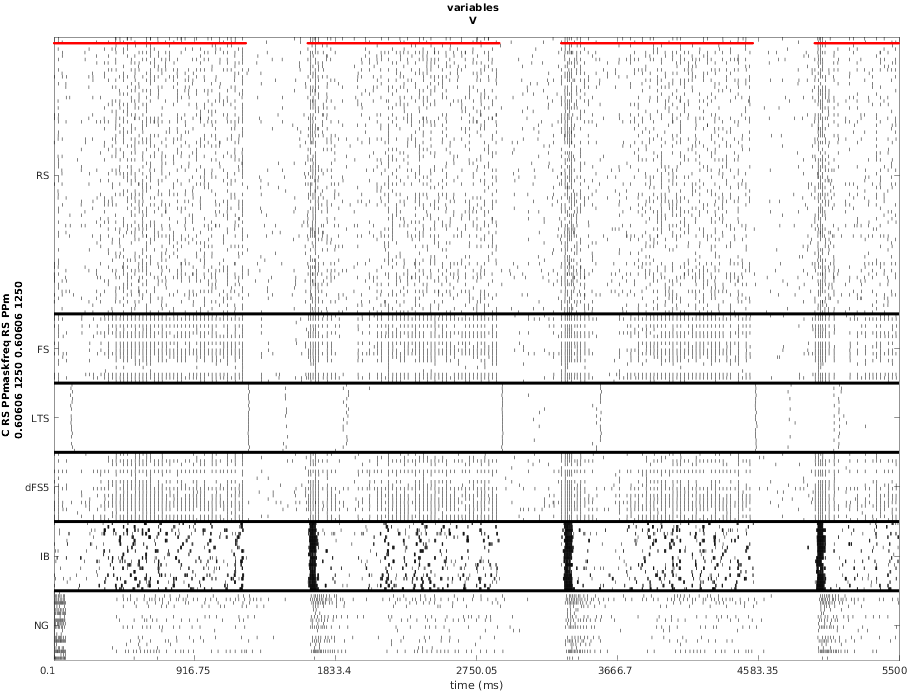 variables
V
C RS PPmaskfreq RS PPm
0.60606 1250 0.60606 1250
RS
FS
LTS
dFS5
IB
NG
0.1 916.75 1833.4 2750.05 3666.7 4583.35 5500
time (ms)